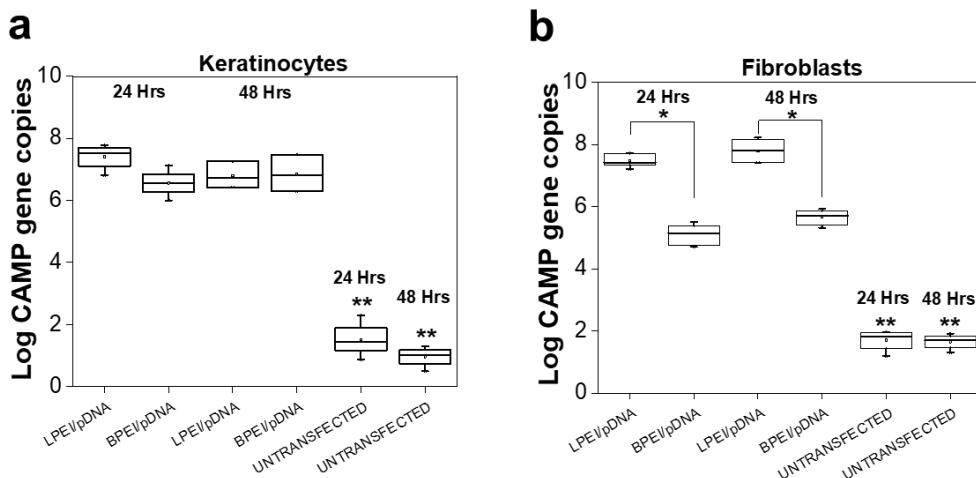 a
Keratinocytes
Log CAMP gene copies
10
8
6
4
2
0
24 Hrs
48 Hrs
24 Hrs
**
48 Hrs
**
LPEI/pDNA
BPEI/pDNA
LPEI/pDNA
BPEI/pDNA
UNTRANSFECTED
UNTRANSFECTED
b
Fibroblasts
Log CAMP gene copies
10
8
6
4
2
0
24 Hrs
*
48 Hrs
*
24 Hrs
**
48 Hrs
**
LPEI/pDNA
BPEI/pDNA
LPEI/pDNA
BPEI/pDNA
UNTRANSFECTED
UNTRANSFECTED